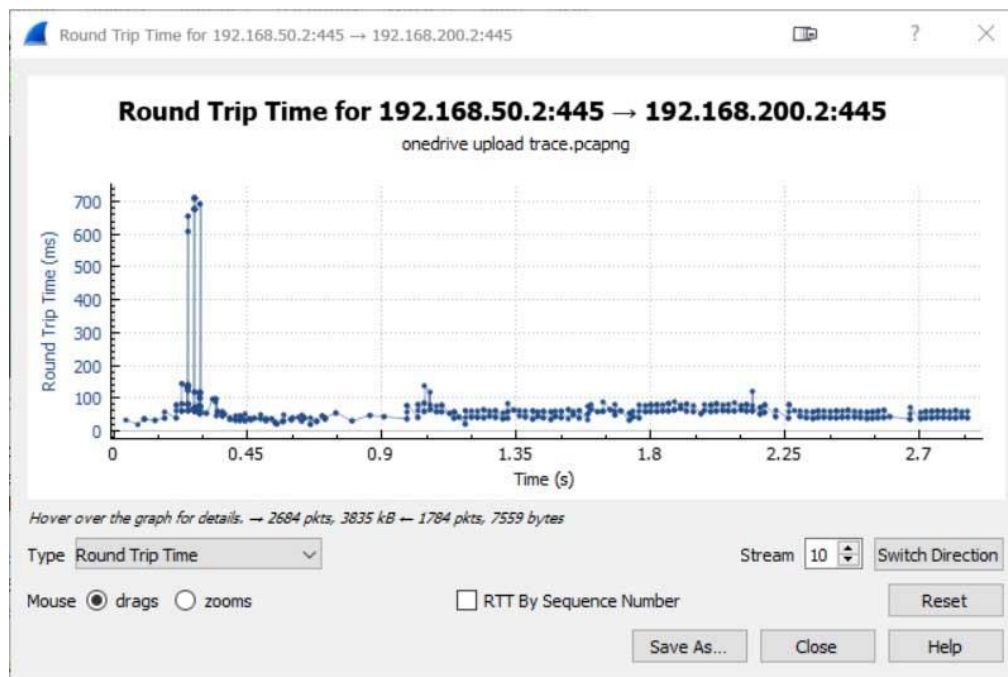 Round Trip Time for 192.168.50.2:445 → 192.168.200.2:445
?
Round Trip Time for 192.168.50.2:445 → 192.168.200.2:445
onedrive upload trace.pcapng
Round Trip Time (ms)
700
600
500
400
300
200
100
0
0 0.45 0.9 1.35 1.8 2.25 2.7
Time (s)
Hover over the graph for details. → 2684 pkts, 3835 kB ← 1784 pkts, 7559 bytes
Type Round Trip Time Stream 10 Switch Direction
Mouse drags zooms RTT By Sequence Number Reset
Save As... Close Help